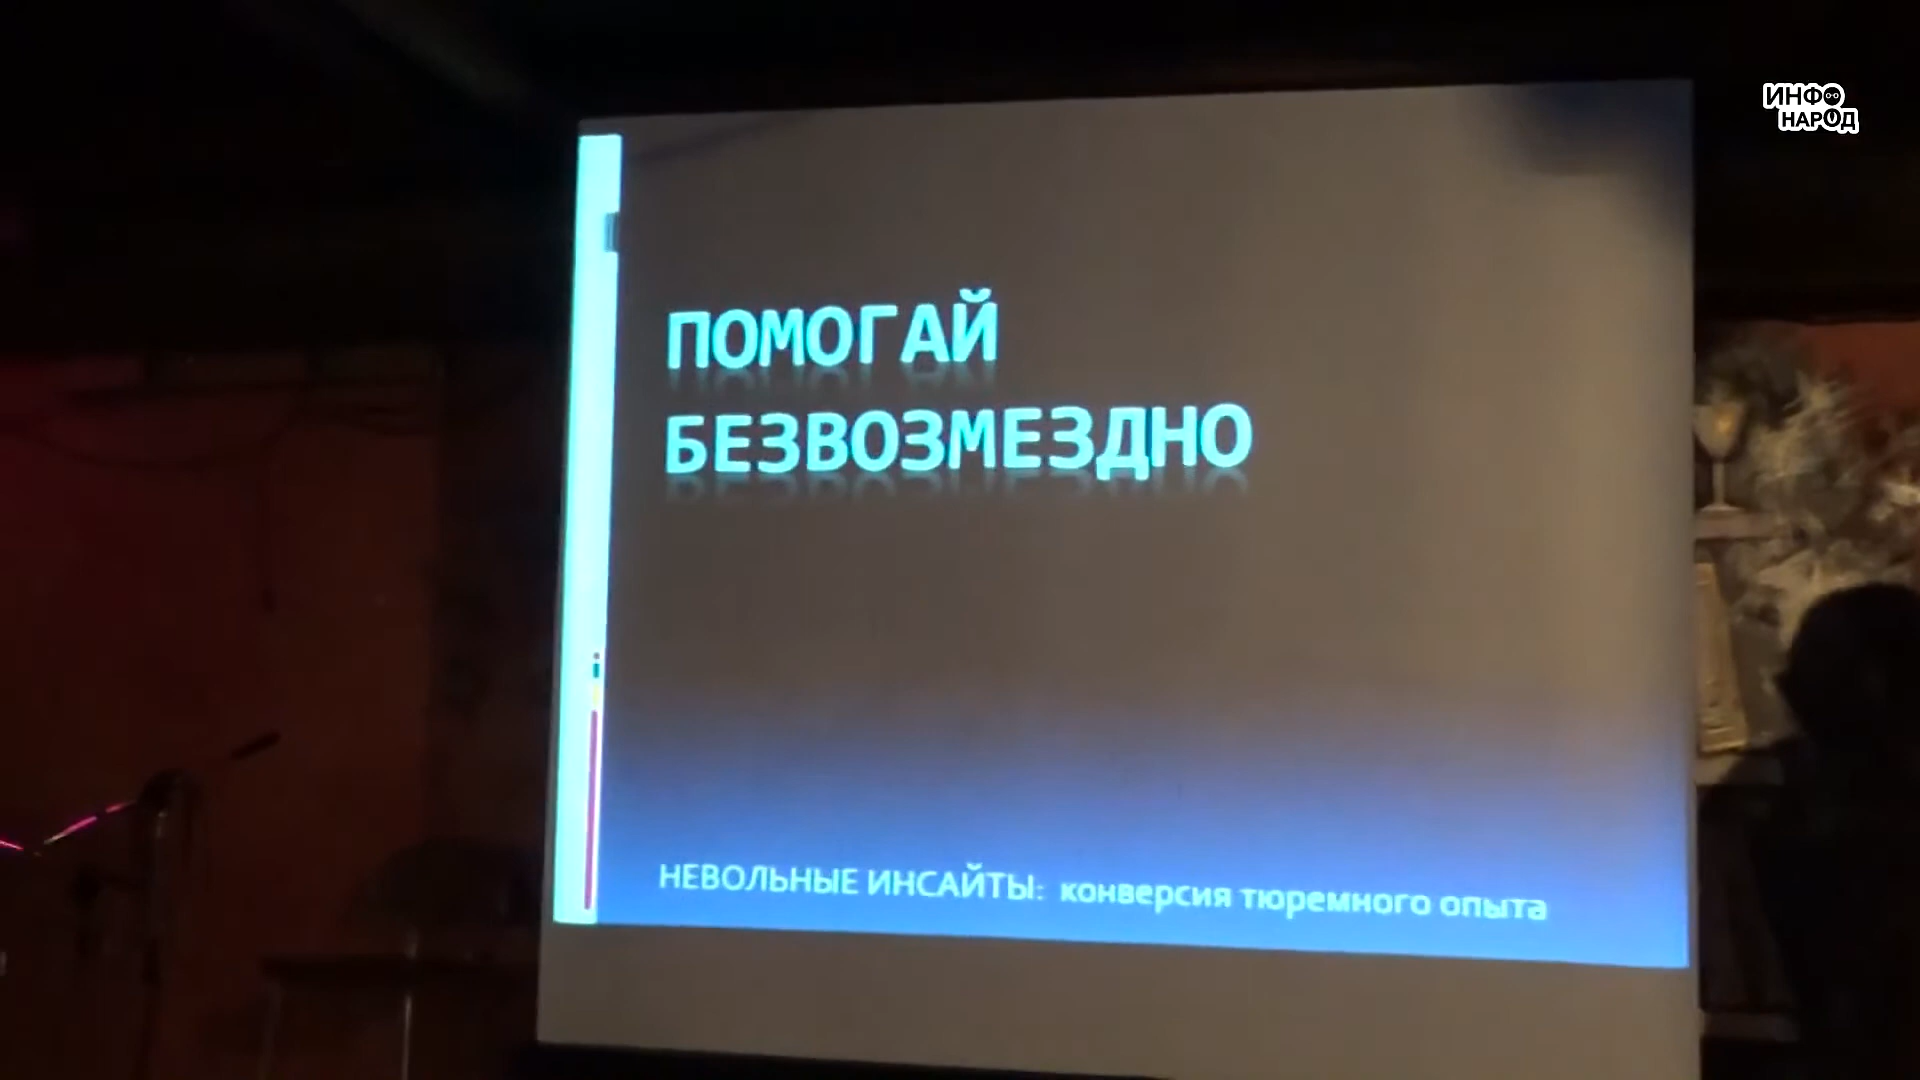 ИНФО
НАРОД
ПОМОГАЙ
БЕЗВОЗМЕЗДНО
НЕВОЛЬНЫЕ ИНСАЙТЫ: конверсия тюремного опыта